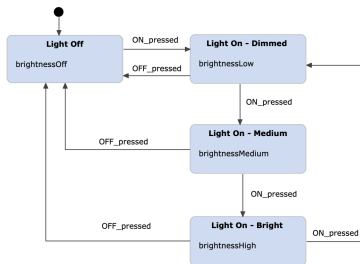 Light Off
brightnessOff
ON_pressed
OFF_pressed
Light On - Dimmed
brightnessLow
ON_pressed
Light On - Medium
brightnessMedium
OFF_pressed
ON_pressed
Light On - Bright
brightnessHigh
OFF_pressed
ON_pressed